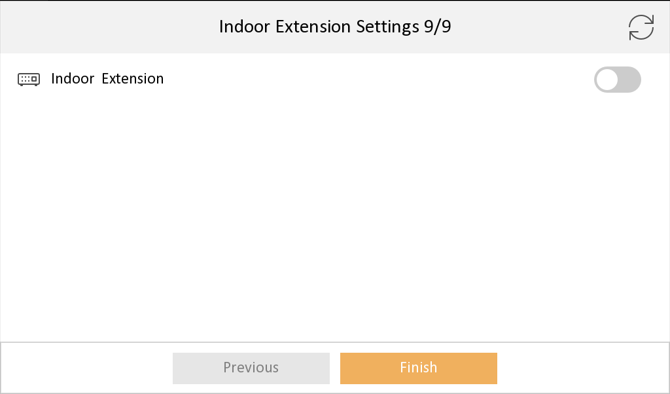 Indoor Extension Settings 9/9
Indoor Extension
Previous
Finish